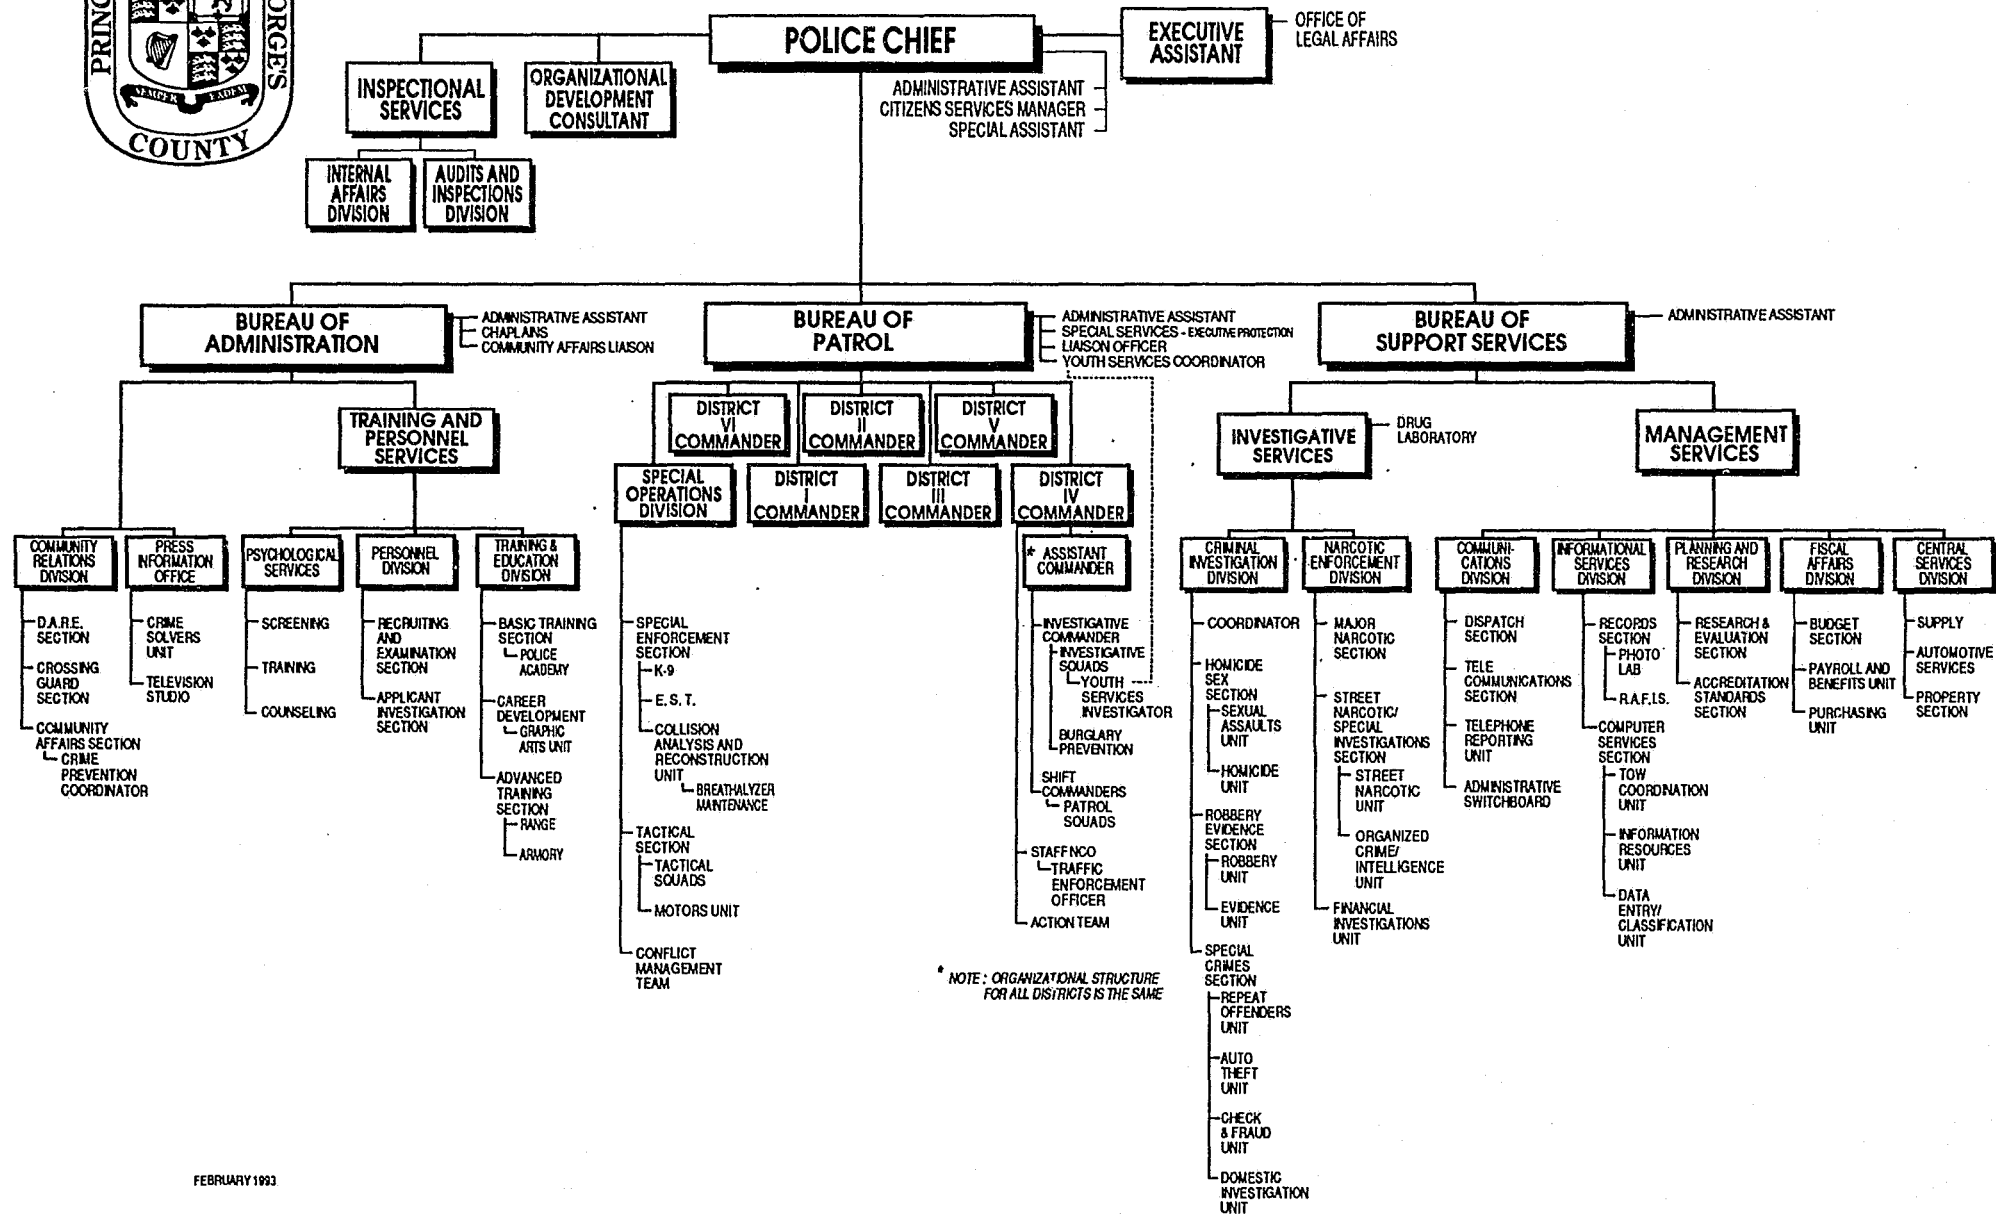 COUNTY
SEMPER EADEM
POLICE CHIEF
EXECUTIVE
ASSISTANT
OFFICE OF
LEGAL AFFAIRS
ADMINISTRATIVE ASSISTANT
CITIZENS SERVICES MANAGER
SPECIAL ASSISTANT
INSPECTIONAL
SERVICES
ORGANIZATIONAL
DEVELOPMENT
CONSULTANT
INTERNAL
AFFAIRS
DIVISION
AUDITS AND
INSPECTIONS
DIVISION
BUREAU OF
ADMINISTRATION
ADMINISTRATIVE ASSISTANT
CHAPLANS
COMMUNITY AFFAIRS LIAISON
BUREAU OF
PATROL
ADMINISTRATIVE ASSISTANT
SPECIAL SERVICES - EXECUTIVE PROTECTION
LIAISON OFFICER
YOUTH SERVICES COORDINATOR
BUREAU OF
SUPPORT SERVICES
ADMINISTRATIVE ASSISTANT
TRAINING AND
PERSONNEL
SERVICES
DISTRICT
VI
COMMANDER
DISTRICT
II
COMMANDER
DISTRICT
V
COMMANDER
SPECIAL
OPERATIONS
DIVISION
DISTRICT
I
COMMANDER
DISTRICT
III
COMMANDER
DISTRICT
IV
COMMANDER
INVESTIGATIVE
SERVICES
DRUG
LABORATORY
MANAGEMENT
SERVICES
COMMUNITY
RELATIONS
DIVISION
PRESS
INFORMATION
OFFICE
PSYCHOLOGICAL
SERVICES
PERSONNEL
DIVISION
TRAINING &
EDUCATION
DIVISION
* ASSISTANT
COMMANDER
CRIMINAL
INVESTIGATION
DIVISION
NARCOTIC
ENFORCEMENT
DIVISION
COMMUNI-
CATIONS
DIVISION
INFORMATIONAL
SERVICES
DIVISION
PLANNING AND
RESEARCH
DIVISION
FISCAL
AFFAIRS
DIVISION
CENTRAL
SERVICES
DIVISION
D.A.R.E.
SECTION
CROSSING
GUARD
SECTION
COMMUNITY
AFFAIRS SECTION
CRIME
PREVENTION
COORDINATOR
CRIME
SOLVERS
UNIT
TELEVISION
STUDIO
SCREENING
TRAINING
COUNSELING
RECRUITING
AND
EXAMINATION
SECTION
APPLICANT
INVESTIGATION
SECTION
BASIC TRAINING
SECTION
POLICE
ACADEMY
CAREER
DEVELOPMENT
GRAPHIC
ARTS UNIT
ADVANCED
TRAINING
SECTION
RANGE
ARMORY
SPECIAL
ENFORCEMENT
SECTION
K-9
E.S.T.
COLLISION
ANALYSIS AND
RECONSTRUCTION
UNIT
BREATHALYZER
MAINTENANCE
TACTICAL
SECTION
TACTICAL
SQUADS
MOTORS UNIT
CONFLICT
MANAGEMENT
TEAM
INVESTIGATIVE
COMMANDER
INVESTIGATIVE
SQUADS
YOUTH
SERVICES
INVESTIGATOR
BURGLARY
PREVENTION
SHIFT
COMMANDERS
PATROL
SQUADS
STAFF NCO
TRAFFIC
ENFORCEMENT
OFFICER
ACTION TEAM
* NOTE : ORGANIZATIONAL STRUCTURE
FOR ALL DISTRICTS IS THE SAME
COORDINATOR
HOMICIDE
SEX
SECTION
SEXUAL
ASSAULTS
UNIT
HOMICIDE
UNIT
ROBBERY
EVIDENCE
SECTION
ROBBERY
UNIT
EVIDENCE
UNIT
SPECIAL
CRIMES
SECTION
REPEAT
OFFENDERS
UNIT
AUTO
THEFT
UNIT
CHECK
& FRAUD
UNIT
DOMESTIC
INVESTIGATION
UNIT
MAJOR
NARCOTIC
SECTION
STREET
NARCOTIC/
SPECIAL
INVESTIGATIONS
SECTION
STREET
NARCOTIC
UNIT
ORGANIZED
CRIME/
INTELLIGENCE
UNIT
FINANCIAL
INVESTIGATIONS
UNIT
DISPATCH
SECTION
TELE
COMMUNICATIONS
SECTION
TELEPHONE
REPORTING
UNIT
ADMINISTRATIVE
SWITCHBOARD
RECORDS
SECTION
PHOTO
LAB
R.A.F.I.S.
COMPUTER
SERVICES
SECTION
TOW
COORDINATION
UNIT
INFORMATION
RESOURCES
UNIT
DATA
ENTRY/
CLASSIFICATION
UNIT
RESEARCH &
EVALUATION
SECTION
ACCREDITATION
STANDARDS
SECTION
BUDGET
SECTION
PAYROLL AND
BENEFITS UNIT
PURCHASING
UNIT
SUPPLY
AUTOMOTIVE
SERVICES
PROPERTY
SECTION
FEBRUARY 1993